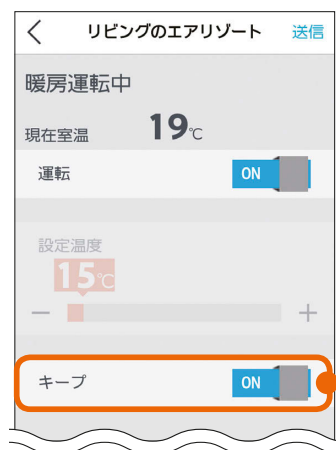 リビングのエアリゾート 送信
暖房運転中
現在室温 19℃
運転 ON
設定温度
15℃
− +
キープ ON